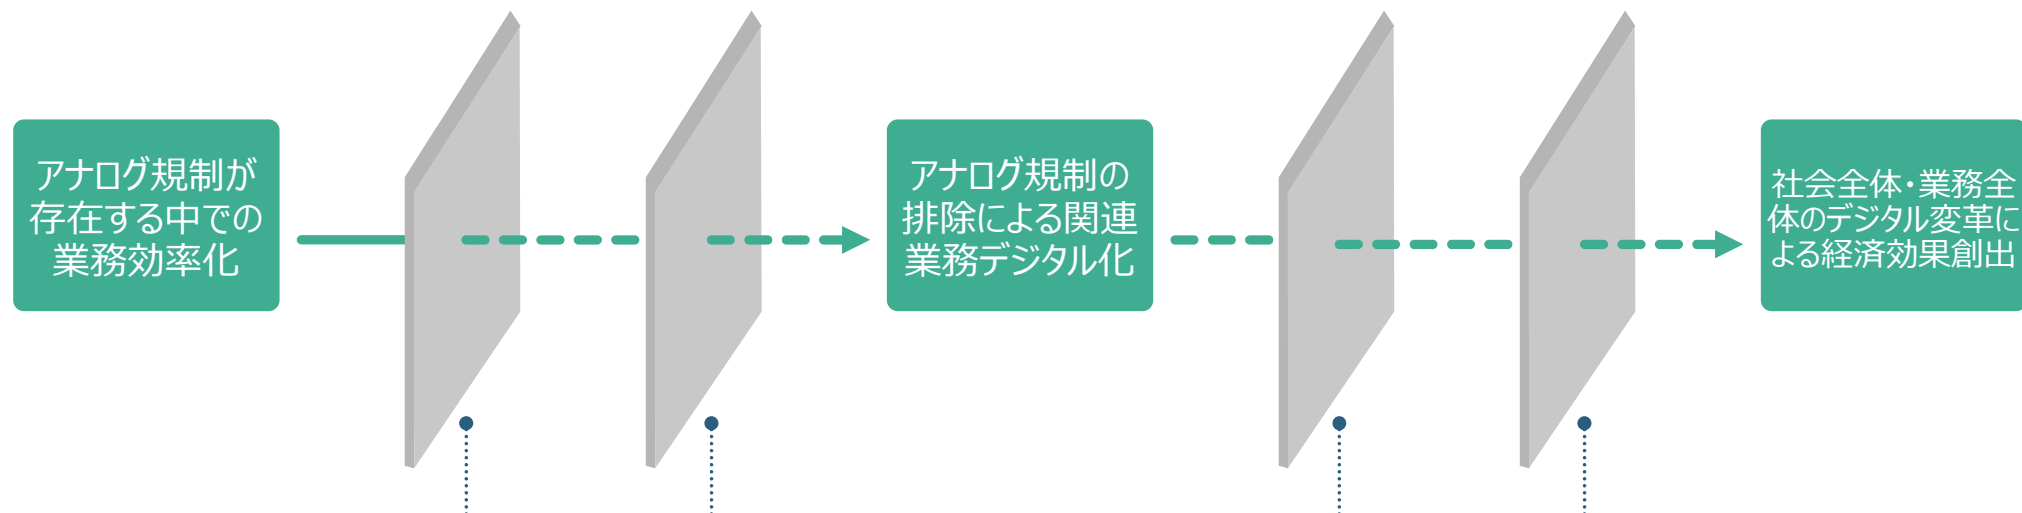 アナログ規制が
存在する中での
業務効率化
アナログ規制の
排除による関連
業務デジタル化
社会全体・業務全
体のデジタル変革に
よる経済効果創出